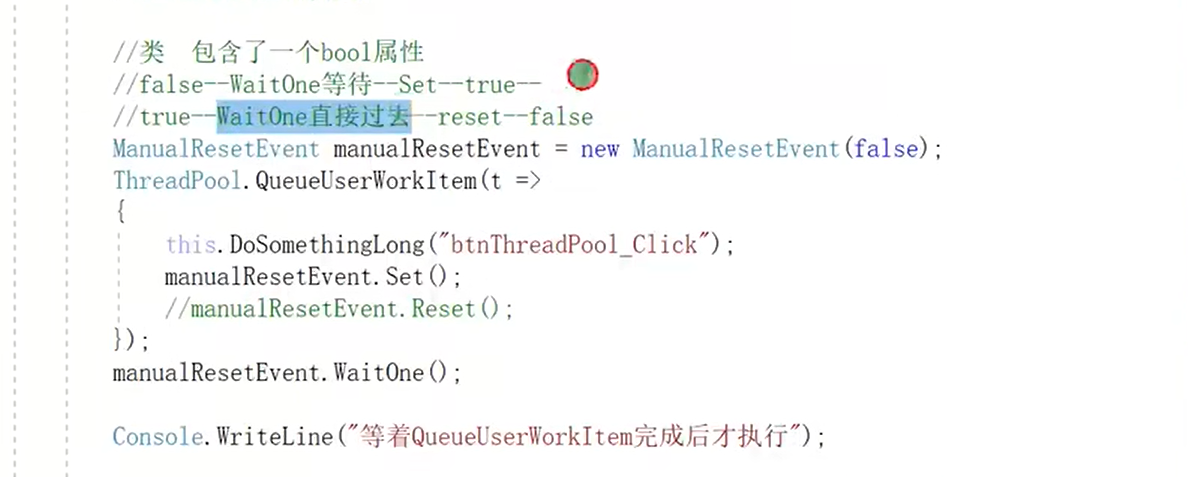 //类 包含了一个bool属性
//false--WaitOne等待--Set--true--
//true--WaitOne直接过去--reset--false
ManualResetEvent manualResetEvent = new ManualResetEvent(false);
ThreadPool.QueueUserWorkItem(t =>
{
this.DoSomethingLong("btnThreadPool_Click");
manualResetEvent.Set();
//manualResetEvent.Reset();
});
manualResetEvent.WaitOne();
Console.WriteLine("等着QueueUserWorkItem完成后才执行");